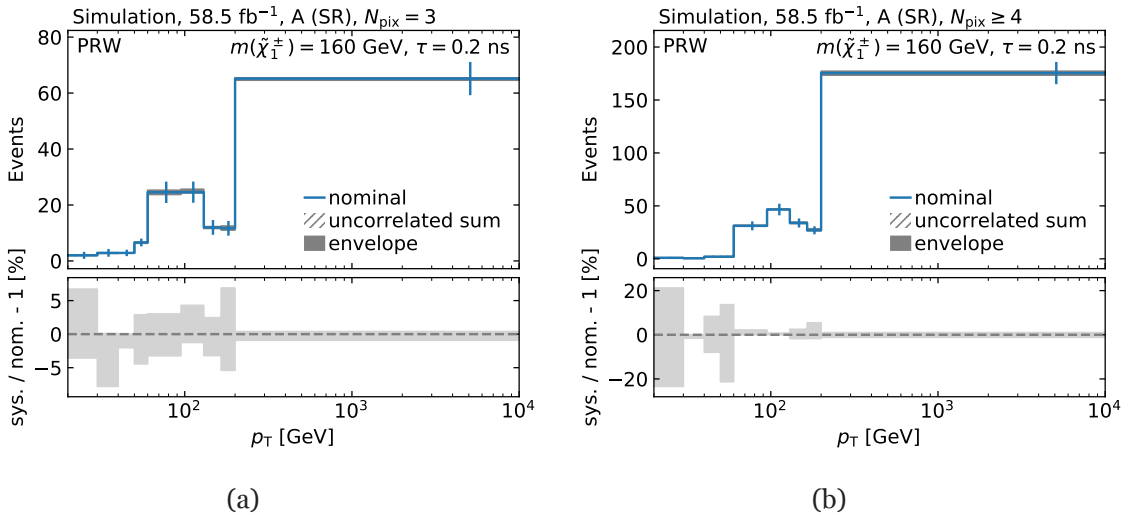 Simulation, 58.5 fb⁻¹, A (SR), N_pix = 3
PRW
m(χ̃₁^±) = 160 GeV, τ = 0.2 ns
80
60
40
20
0
Events
nominal
uncorrelated sum
envelope
sys. / nom. - 1 [%]
5
0
−5
10²
10³
10⁴
p_T [GeV]
(a)
Simulation, 58.5 fb⁻¹, A (SR), N_pix ≥ 4
PRW
m(χ̃₁^±) = 160 GeV, τ = 0.2 ns
200
150
100
50
0
Events
nominal
uncorrelated sum
envelope
sys. / nom. - 1 [%]
20
0
−20
10²
10³
10⁴
p_T [GeV]
(b)